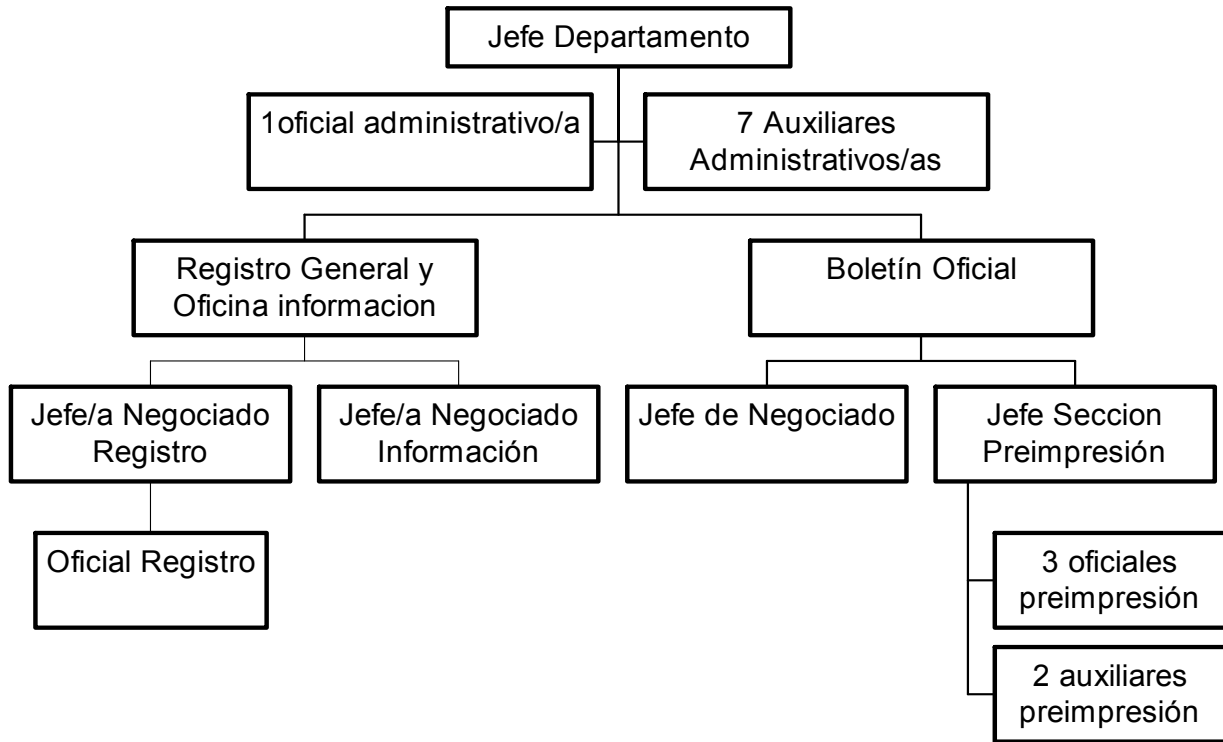 Jefe Departamento
1oficial administrativo/a
7 Auxiliares
Administrativos/as
Registro General y
Oficina informacion
Boletín Oficial
Jefe/a Negociado
Registro
Jefe/a Negociado
Información
Jefe de Negociado
Jefe Seccion
Preimpresión
Oficial Registro
3 oficiales
preimpresión
2 auxiliares
preimpresión